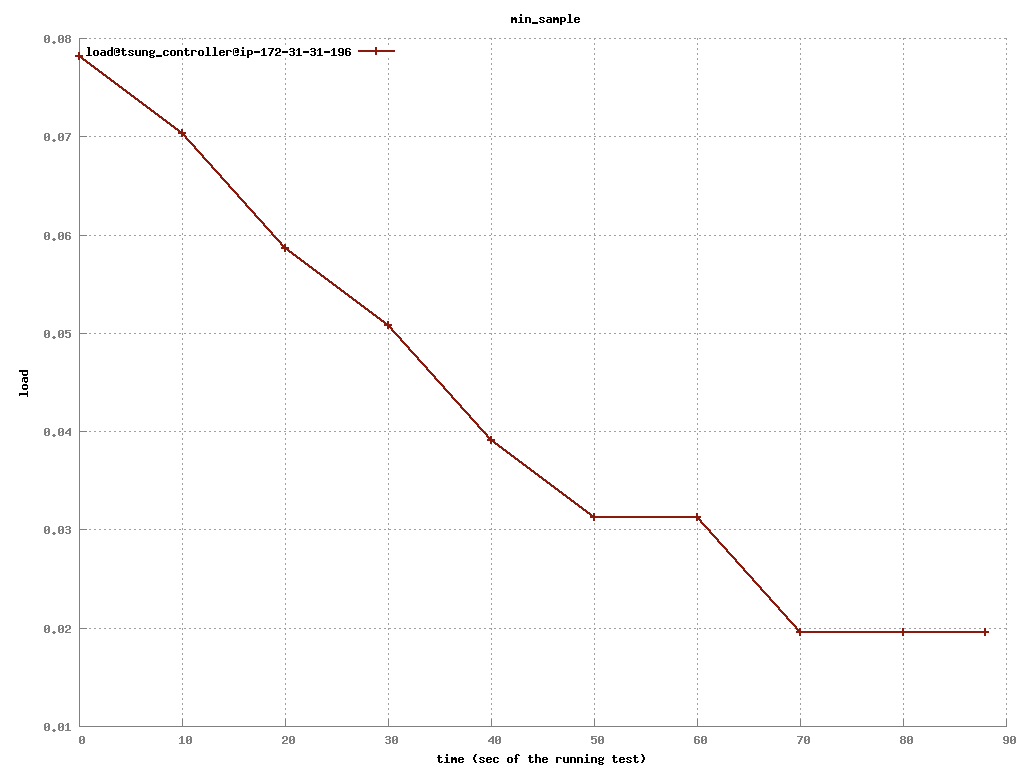 min_sample
load@tsung_controller@ip-172-31-31-196
0.08
0.07
0.06
0.05
0.04
0.03
0.02
0.01
load
0 10 20 30 40 50 60 70 80 90
time (sec of the running test)